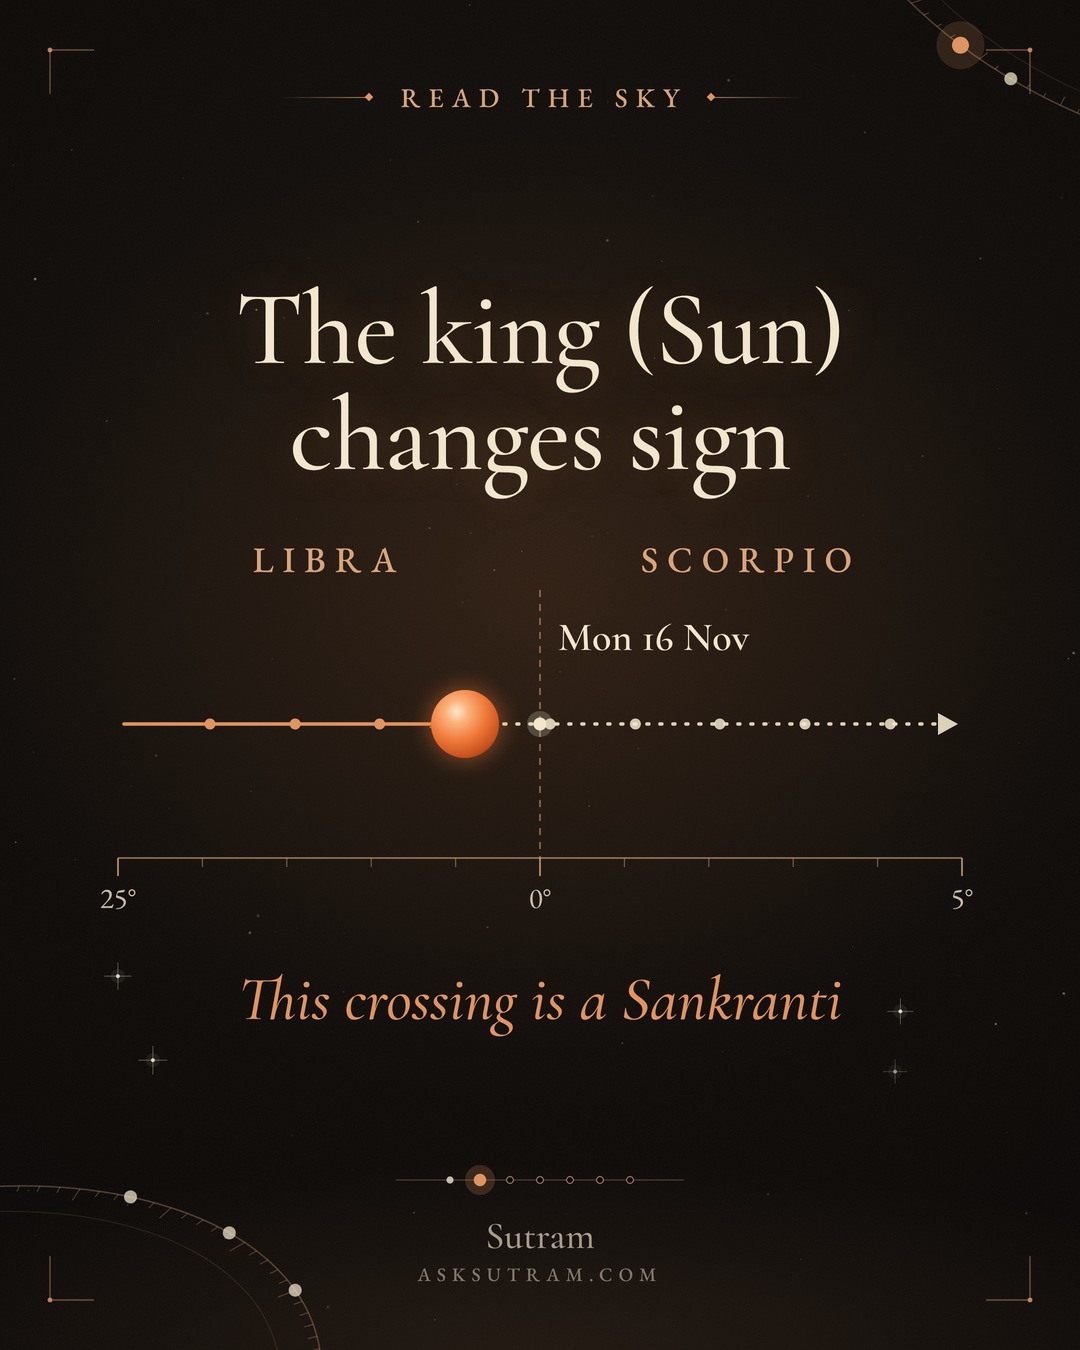 READ THE SKY
The king (Sun)
changes sign
LIBRA
SCORPIO
Mon 16 Nov
25°
0°
5°
This crossing is a Sankranti
Sutram
ASKSUTRAM.COM